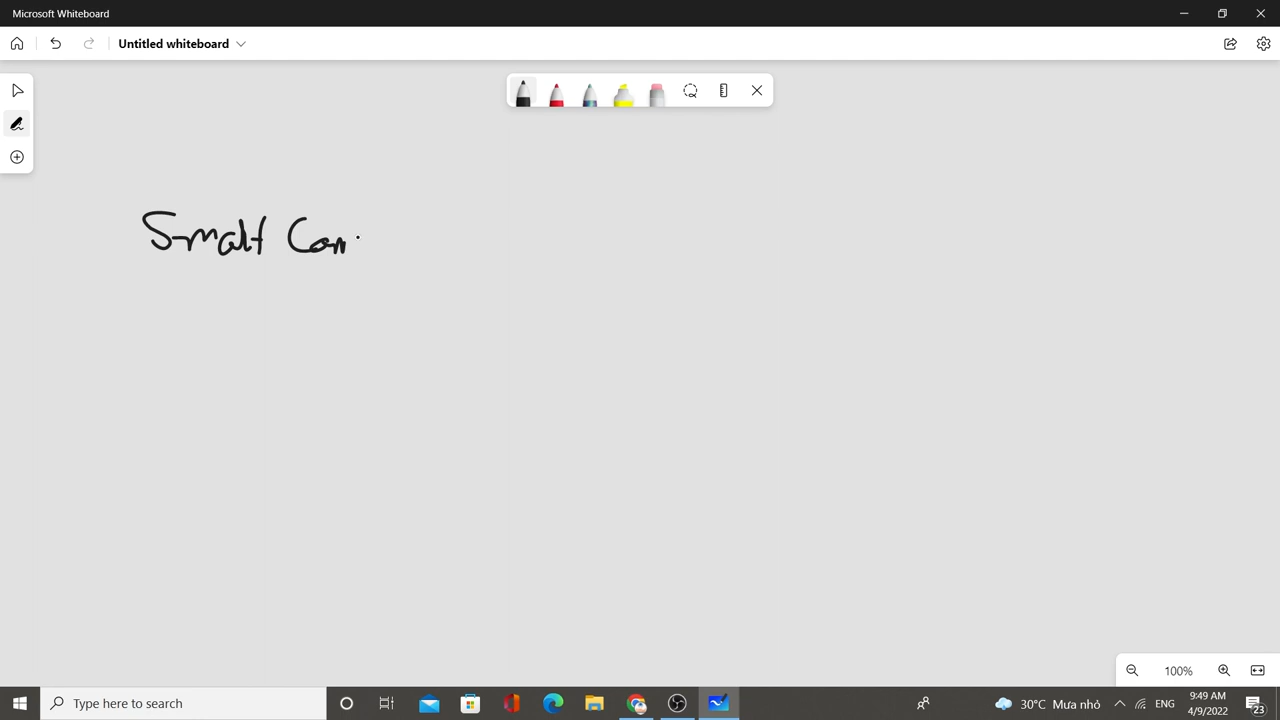 Microsoft Whiteboard
Untitled whiteboard
Smart Con
100%
Type here to search
30°C Mưa nhỏ
ENG
9:49 AM
4/9/2022
23